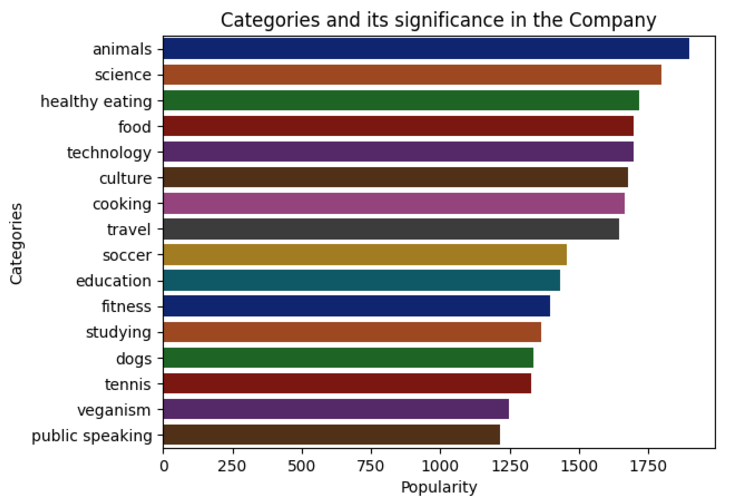 Categories and its significance in the Company
animals
science
healthy eating
food
technology
culture
cooking
travel
soccer
education
fitness
studying
dogs
tennis
veganism
public speaking
Categories
0 250 500 750 1000 1250 1500 1750
Popularity